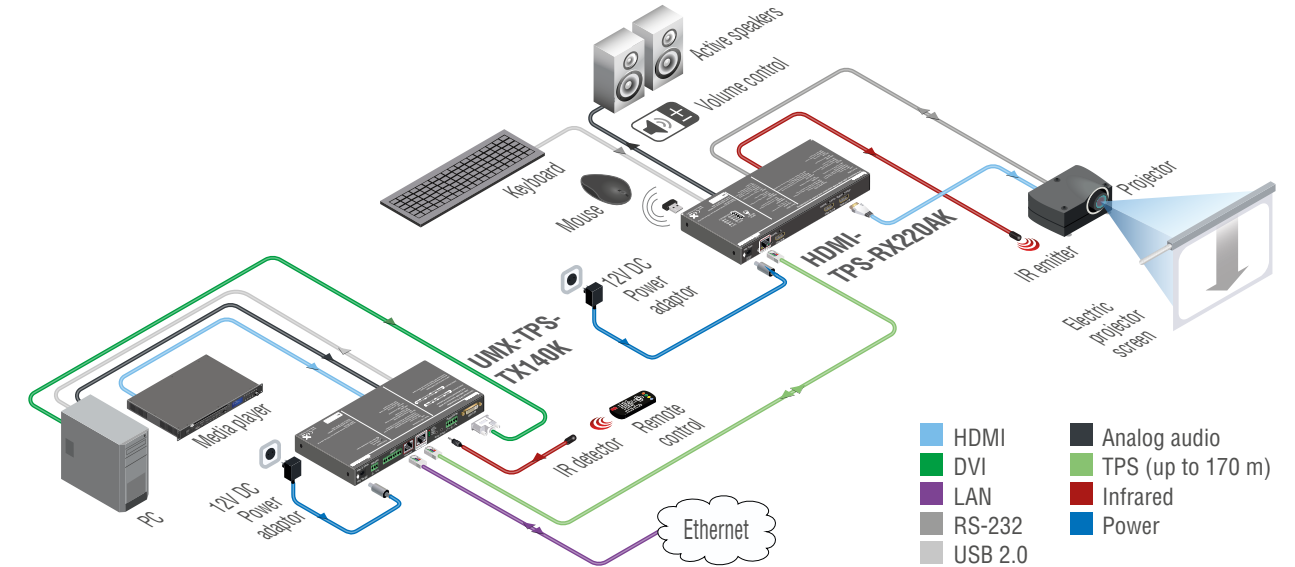 Active speakers
Volume control
Keyboard
Mouse
HDMI-
TPS-RX220AK
Projector
IR emitter
12V DC
Power
adaptor
Electric
projector
screen
UMX-TPS-
TX140K
Media player
IR detector
Remote
control
PC
12V DC
Power
adaptor
Ethernet
HDMI
DVI
LAN
RS-232
USB 2.0
Analog audio
TPS (up to 170 m)
Infrared
Power